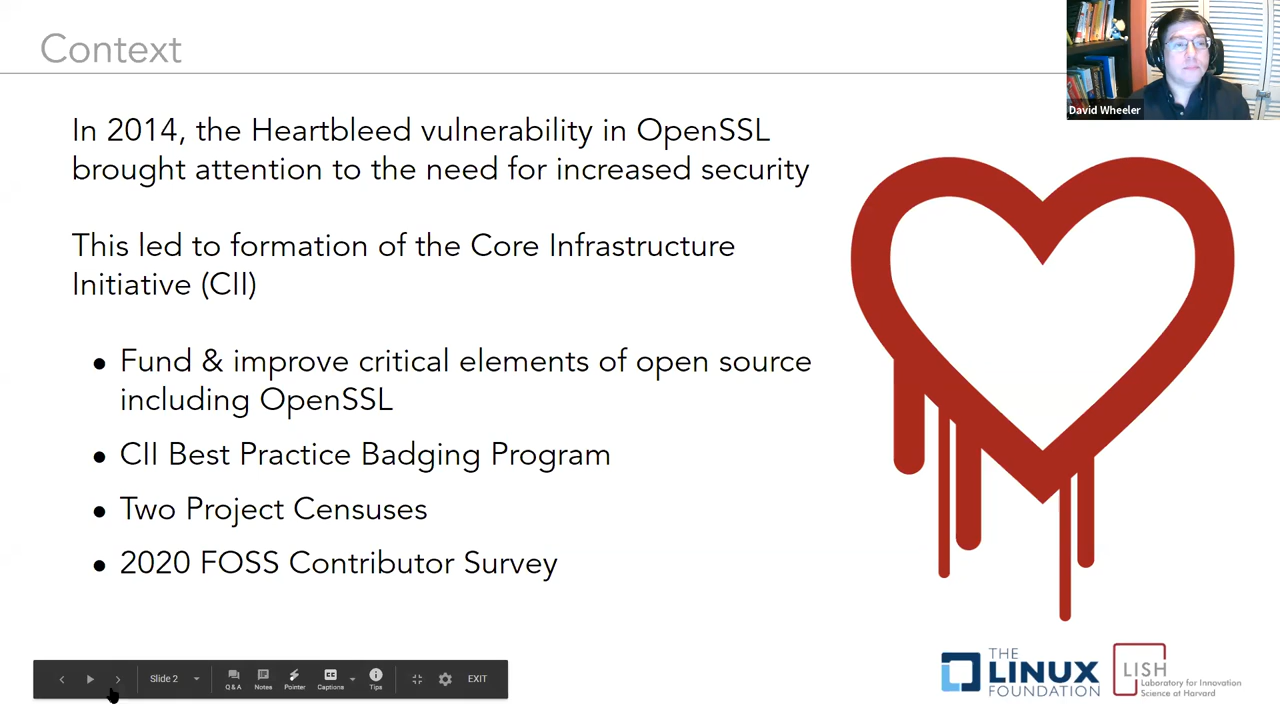 Context
David Wheeler
In 2014, the Heartbleed vulnerability in OpenSSL
brought attention to the need for increased security
This led to formation of the Core Infrastructure
Initiative (CII)
● Fund & improve critical elements of open source
including OpenSSL
● CII Best Practice Badging Program
● Two Project Censuses
● 2020 FOSS Contributor Survey
Slide 2
Q & A
Notes
Pointer
CC
Captions
Tips
EXIT
THE
LINUX
FOUNDATION
LISH
Laboratory for Innovation
Science at Harvard